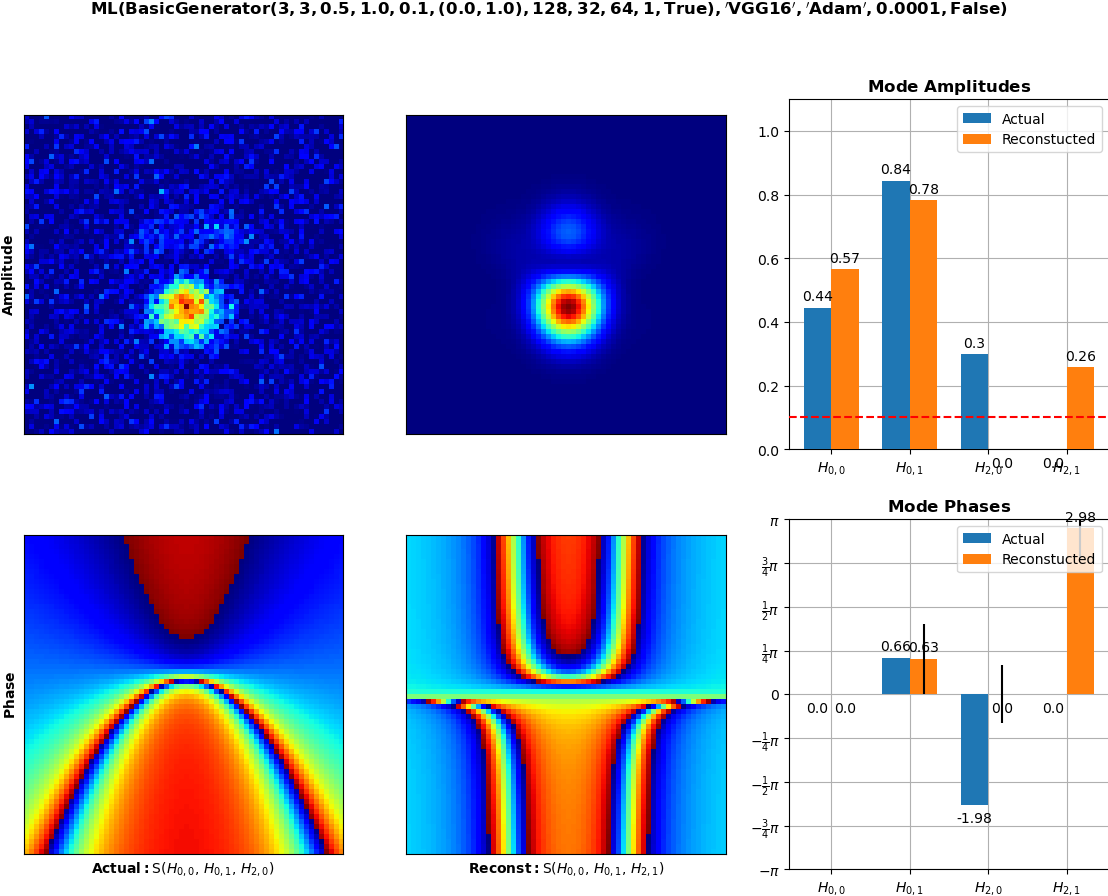 ML(BasicGenerator(3, 3, 0.5, 1.0, 0.1, (0.0, 1.0), 128, 32, 64, 1, True), ′VGG16′, ′Adam′, 0.0001, False)
Amplitude
Mode Amplitudes
Actual
Reconstucted
1.0
0.8
0.6
0.4
0.2
0.0
0.44
0.57
0.84
0.78
0.3
0.0
0.0
0.26
H0, 0
H0, 1
H2, 0
H2, 1
Phase
Actual: S(H0, 0, H0, 1, H2, 0)
Reconst: S(H0, 0, H0, 1, H2, 1)
Mode Phases
Actual
Reconstucted
π
3/4π
1/2π
1/4π
0
−1/4π
−1/2π
−3/4π
−π
0.0
0.0
0.66
0.63
-1.98
0.0
0.0
2.98
H0, 0
H0, 1
H2, 0
H2, 1